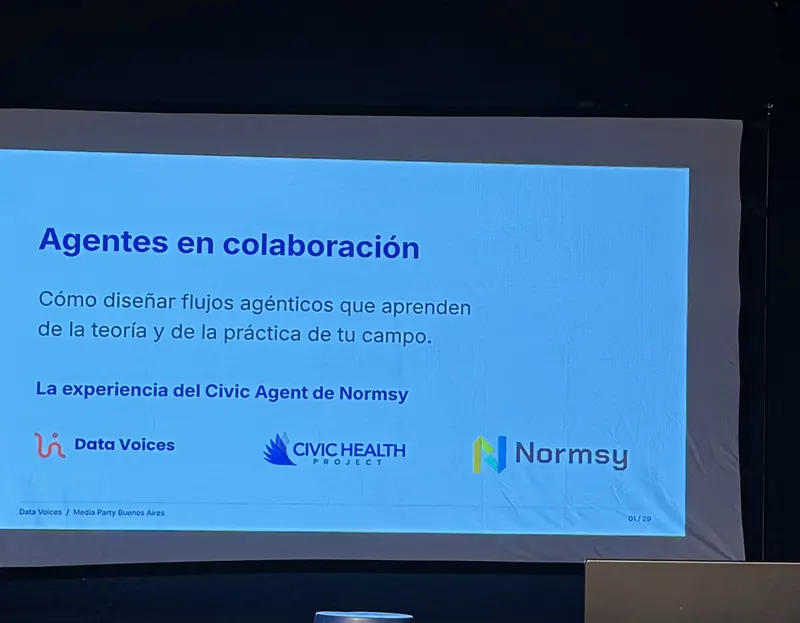 Agentes en colaboración
Cómo diseñar flujos agénticos que aprenden
de la teoría y de la práctica de tu campo.
La experiencia del Civic Agent de Normsy
Data Voices
CIVIC HEALTH
PROJECT
Normsy
Data Voices / Media Party Buenos Aires
01 / 29